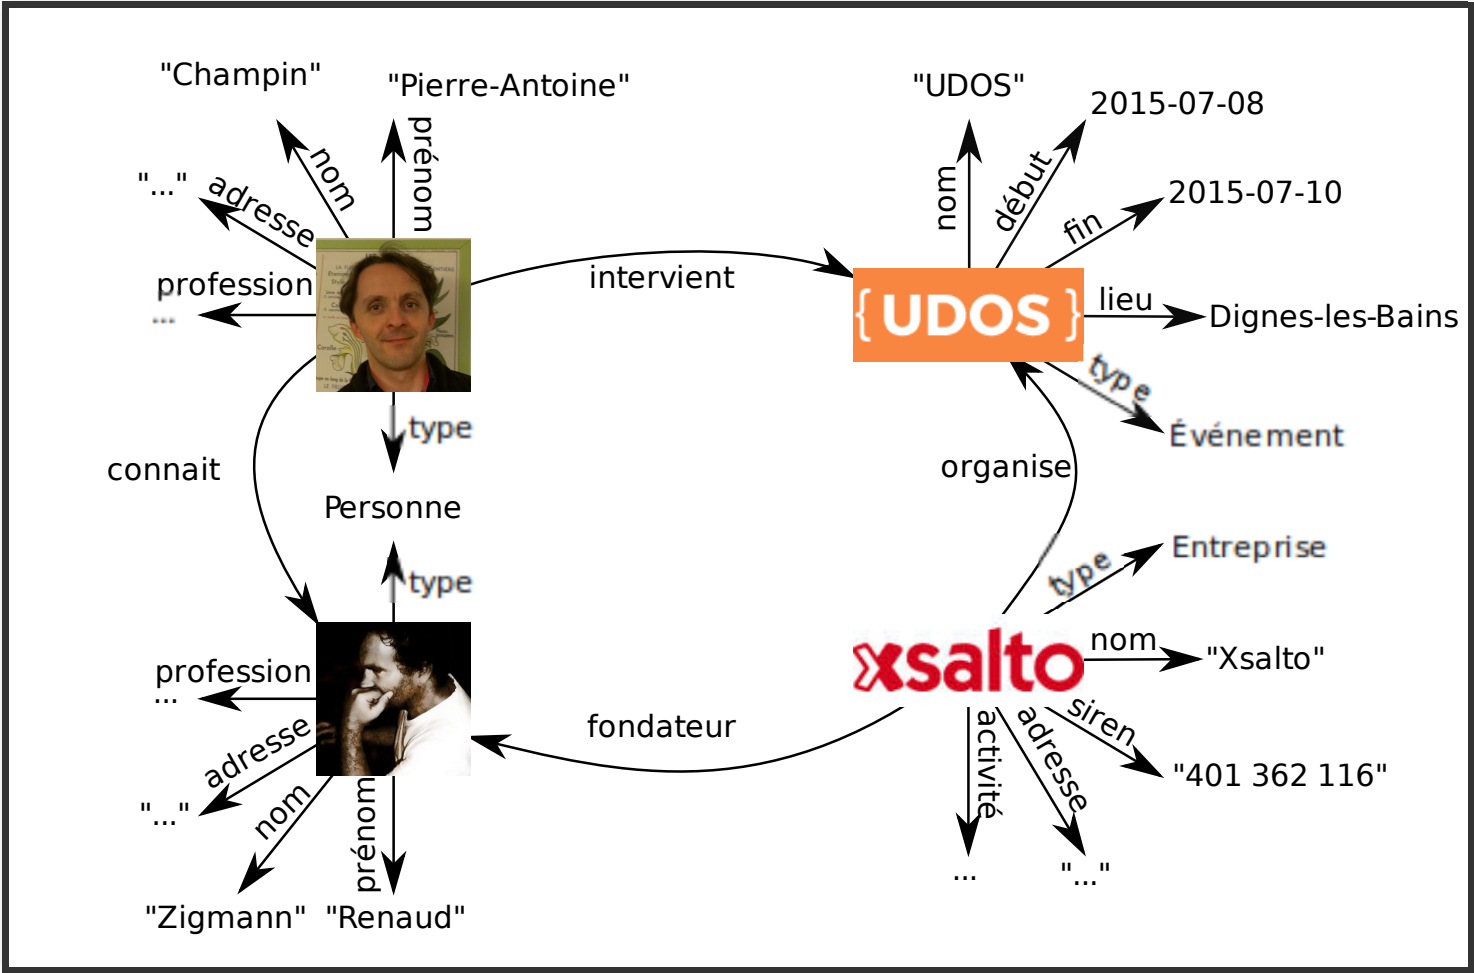 "Champin"
"Pierre-Antoine"
nom
prénom
"..."
adresse
profession
...
type
Personne
connait
intervient
"UDOS"
2015-07-08
nom
début
2015-07-10
fin
{UDOS}
lieu
Dignes-les-Bains
type
Événement
organise
type
profession
...
adresse
"..."
nom
prénom
"Zigmann"
"Renaud"
fondateur
type
Entreprise
xsalto
nom
"Xsalto"
siren
"401 362 116"
activité
adresse
...
"..."